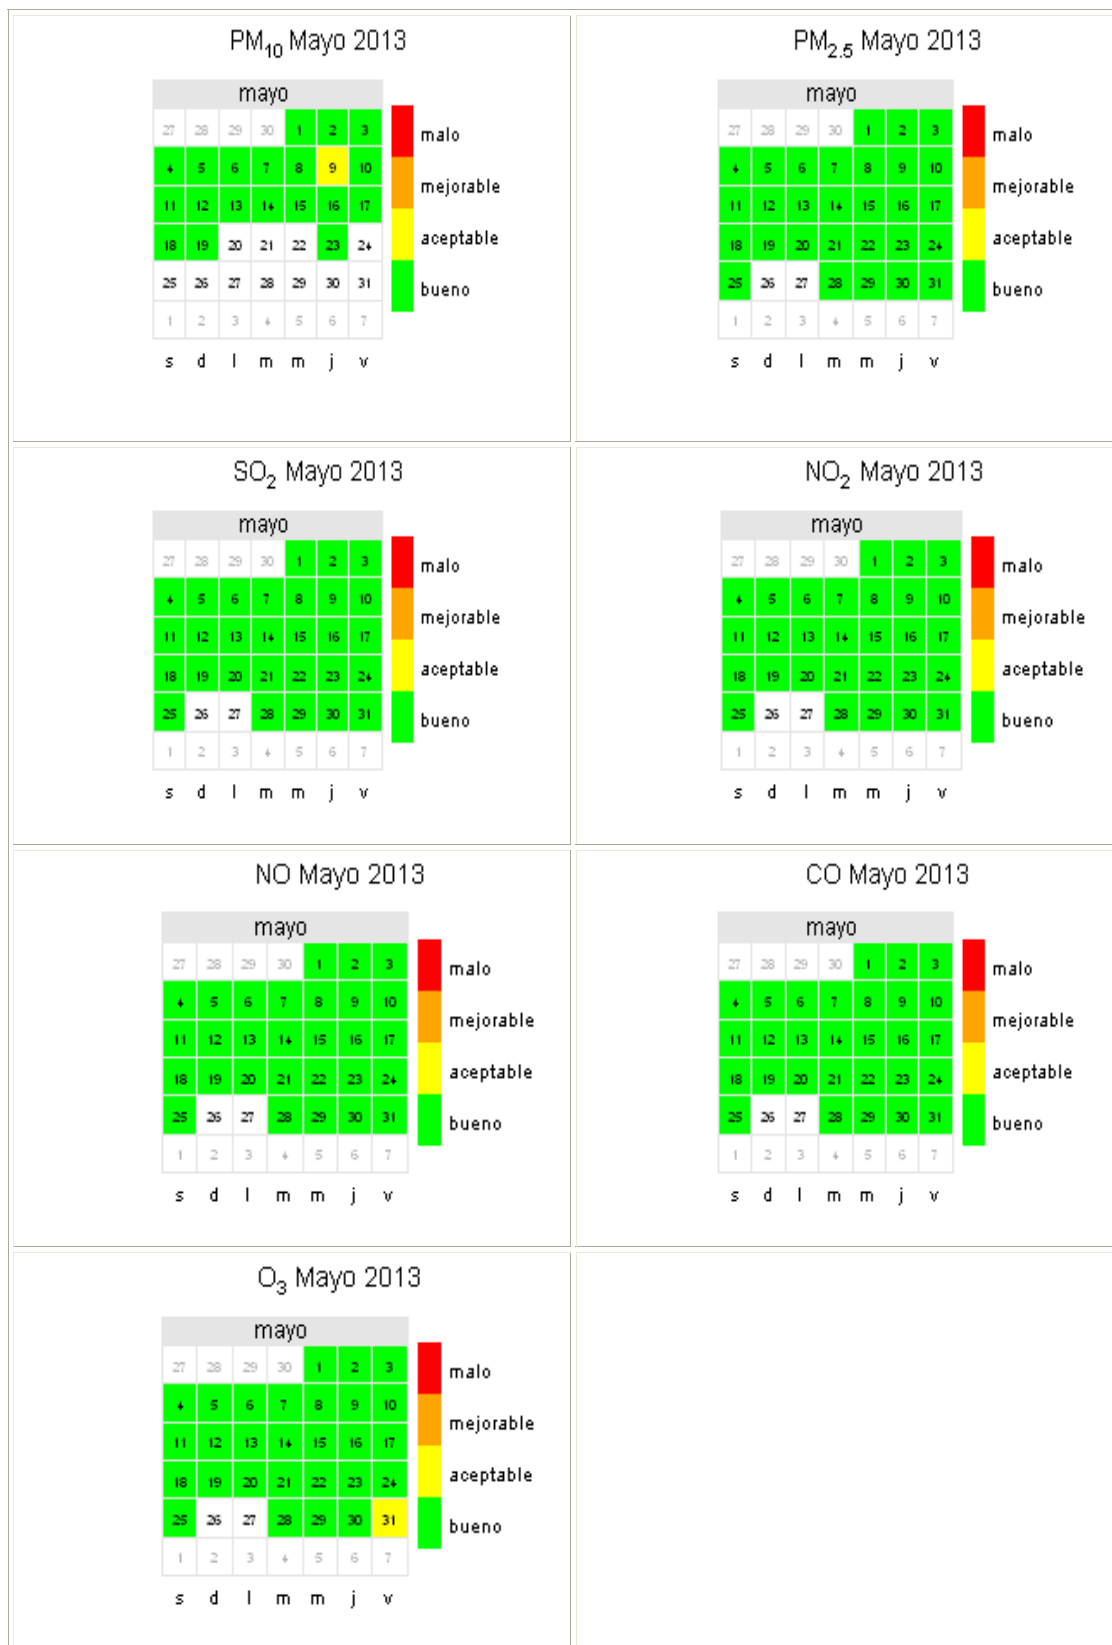 PM10 Mayo 2013
mayo
27 28 29 30 1 2 3
4 5 6 7 8 9 10
11 12 13 14 15 16 17
18 19 20 21 22 23 24
25 26 27 28 29 30 31
1 2 3 4 5 6 7
s d l m m j v
malo
mejorable
aceptable
bueno
PM2.5 Mayo 2013
mayo
27 28 29 30 1 2 3
4 5 6 7 8 9 10
11 12 13 14 15 16 17
18 19 20 21 22 23 24
25 26 27 28 29 30 31
1 2 3 4 5 6 7
s d l m m j v
malo
mejorable
aceptable
bueno
SO2 Mayo 2013
mayo
27 28 29 30 1 2 3
4 5 6 7 8 9 10
11 12 13 14 15 16 17
18 19 20 21 22 23 24
25 26 27 28 29 30 31
1 2 3 4 5 6 7
s d l m m j v
malo
mejorable
aceptable
bueno
NO2 Mayo 2013
mayo
27 28 29 30 1 2 3
4 5 6 7 8 9 10
11 12 13 14 15 16 17
18 19 20 21 22 23 24
25 26 27 28 29 30 31
1 2 3 4 5 6 7
s d l m m j v
malo
mejorable
aceptable
bueno
NO Mayo 2013
mayo
27 28 29 30 1 2 3
4 5 6 7 8 9 10
11 12 13 14 15 16 17
18 19 20 21 22 23 24
25 26 27 28 29 30 31
1 2 3 4 5 6 7
s d l m m j v
malo
mejorable
aceptable
bueno
CO Mayo 2013
mayo
27 28 29 30 1 2 3
4 5 6 7 8 9 10
11 12 13 14 15 16 17
18 19 20 21 22 23 24
25 26 27 28 29 30 31
1 2 3 4 5 6 7
s d l m m j v
malo
mejorable
aceptable
bueno
O3 Mayo 2013
mayo
27 28 29 30 1 2 3
4 5 6 7 8 9 10
11 12 13 14 15 16 17
18 19 20 21 22 23 24
25 26 27 28 29 30 31
1 2 3 4 5 6 7
s d l m m j v
malo
mejorable
aceptable
bueno